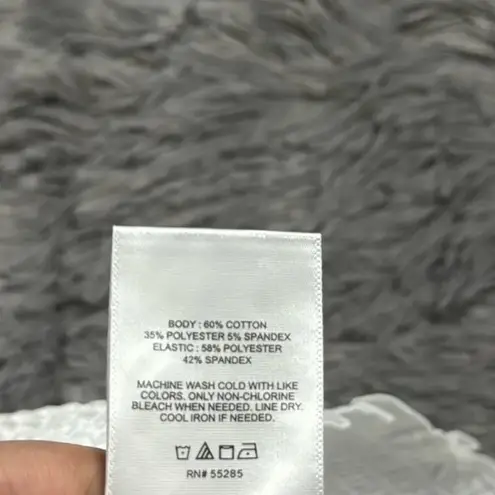 BODY : 60% COTTON
35% POLYESTER 5% SPANDEX
ELASTIC : 58% POLYESTER
42% SPANDEX
MACHINE WASH COLD WITH LIKE
COLORS. ONLY NON-CHLORINE
BLEACH WHEN NEEDED. LINE DRY.
COOL IRON IF NEEDED.
RN# 55285